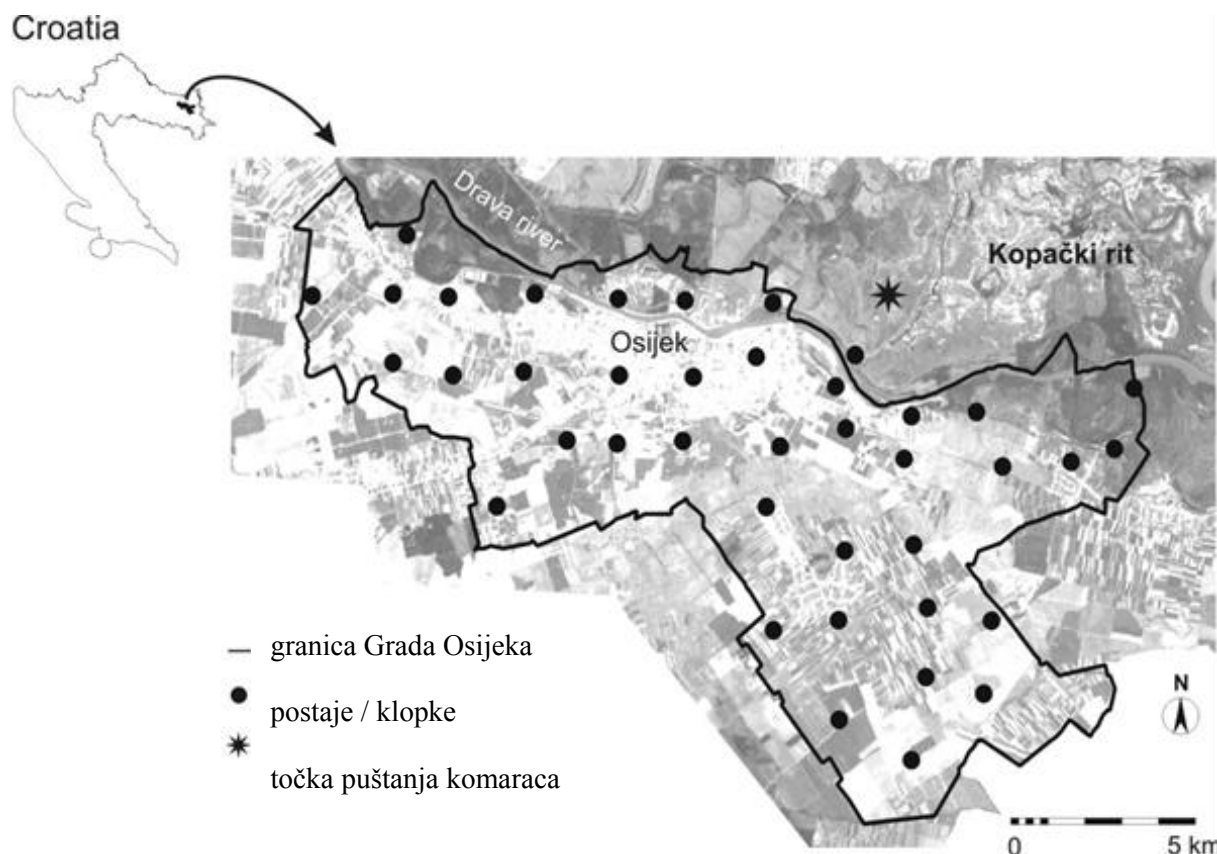 Croatia
Drava river
Kopački rit
Osijek
granica Grada Osijeka
postaje / klopke
točka puštanja komaraca
N
0 5 km